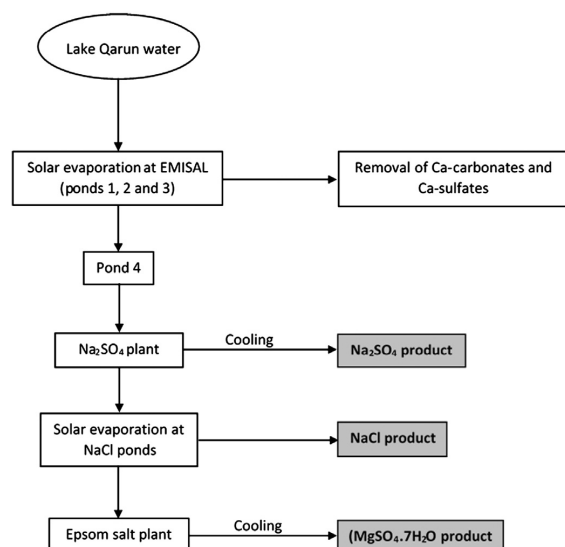 Lake Qarun water
Solar evaporation at EMISAL
(ponds 1, 2 and 3)
Removal of Ca-carbonates and
Ca-sulfates
Pond 4
Na₂SO₄ plant
Cooling
Na₂SO₄ product
Solar evaporation at
NaCl ponds
NaCl product
Epsom salt plant
Cooling
(MgSO₄.7H₂O product